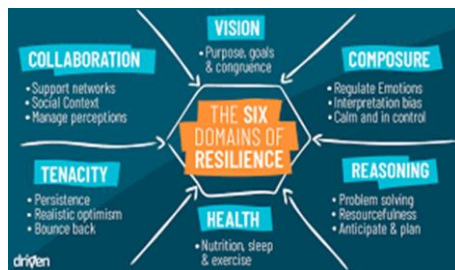 VISION
• Purpose, goals
& congruence
COLLABORATION
• Support networks
• Social Context
• Manage perceptions
COMPOSURE
• Regulate Emotions
• Interpretation bias
• Calm and in control
THE SIX
DOMAINS OF
RESILIENCE
TENACITY
• Persistence
• Realistic optimism
• Bounce back
REASONING
• Problem solving
• Resourcefulness
• Anticipate & plan
HEALTH
• Nutrition, sleep
& exercise
driven